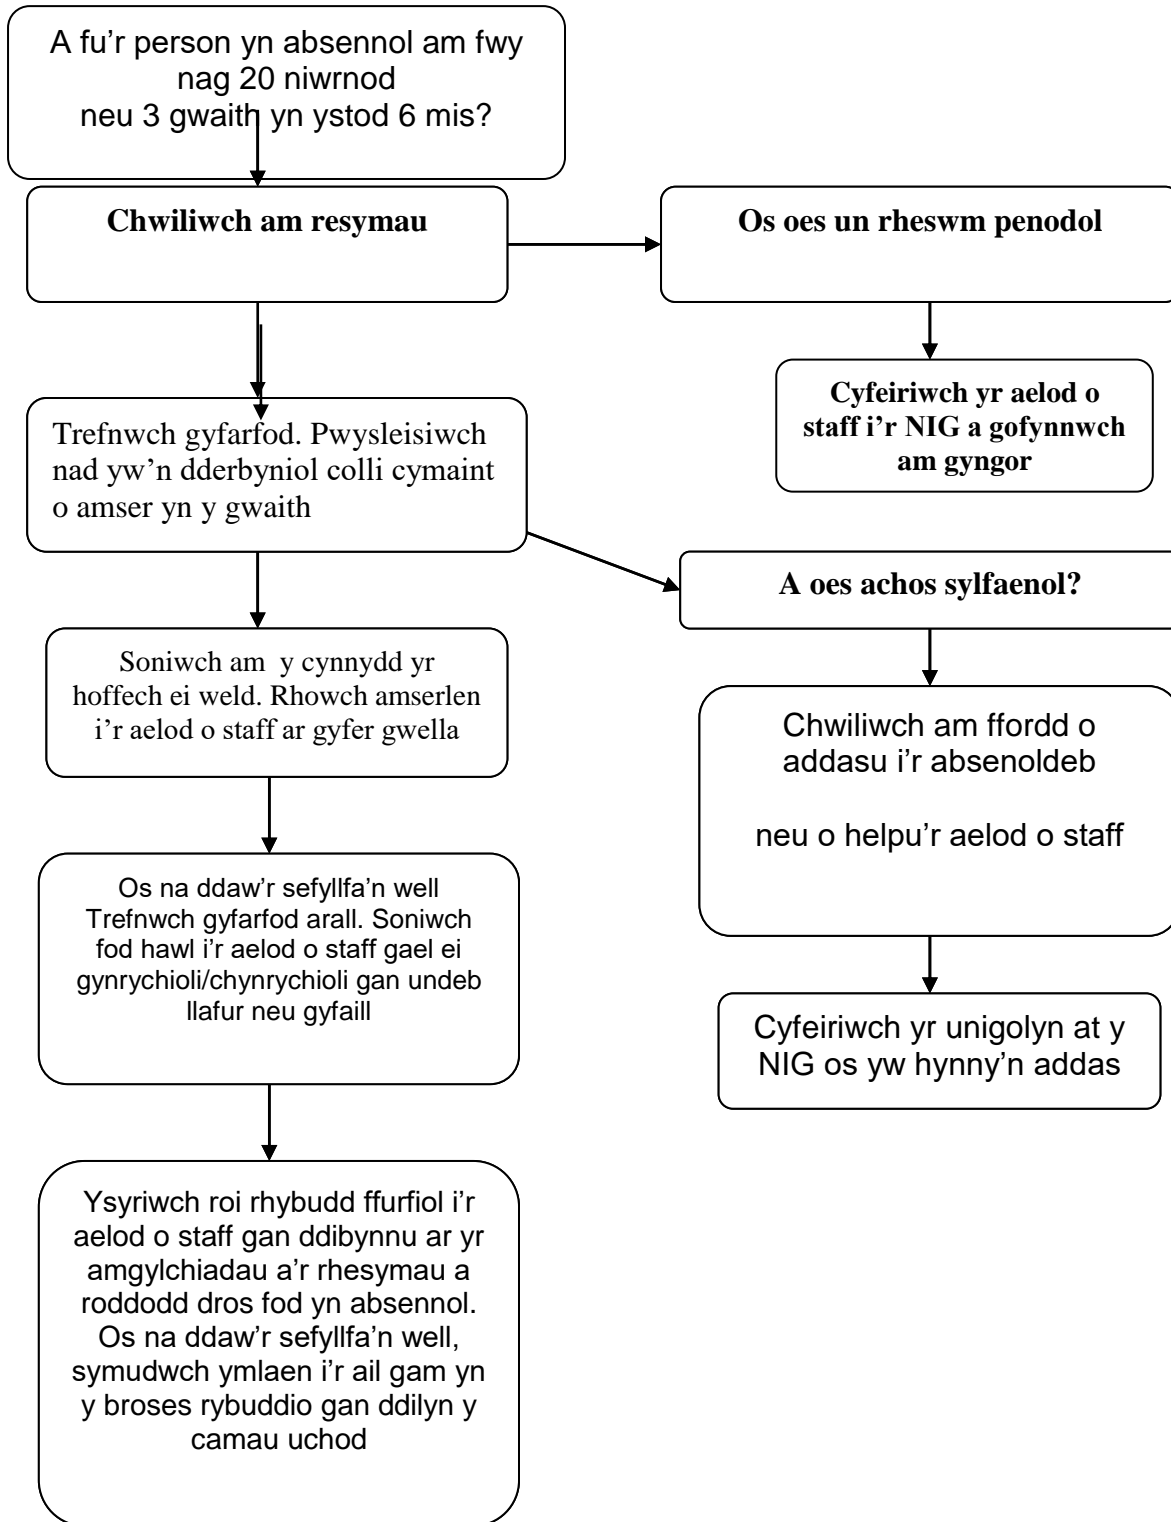 A fu'r person yn absennol am fwy
nag 20 niwrnod
neu 3 gwaith yn ystod 6 mis?
Chwiliwch am resymau
Os oes un rheswm penodol
Cyfeiriwch yr aelod o
staff i'r NIG a gofynnwch
am gyngor
Trefnwch gyfarfod. Pwysleisiwch
nad yw'n dderbyniol colli cymaint
o amser yn y gwaith
A oes achos sylfaenol?
Soniwch am y cynnydd yr
hoffech ei weld. Rhowch amserlen
i'r aelod o staff ar gyfer gwella
Chwiliwch am ffordd o
addasu i'r absenoldeb
neu o helpu'r aelod o staff
Os na ddaw'r sefyllfa'n well
Trefnwch gyfarfod arall. Soniwch
fod hawl i'r aelod o staff gael ei
gynrychioli/chynrychioli gan undeb
llafur neu gyfaill
Cyfeiriwch yr unigolyn at y
NIG os yw hynny'n addas
Ysyriwch roi rhybudd ffurfiol i'r
aelod o staff gan ddibynnu ar yr
amgylchiadau a'r rhesymau a
roddodd dros fod yn absennol.
Os na ddaw'r sefyllfa'n well,
symudwch ymlaen i'r ail gam yn
y broses rybuddio gan ddilyn y
camau uchod